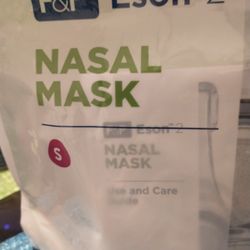 F&P Eson 2
NASAL
MASK
S
F&P Eson 2
NASAL
MASK
Use and Care
Guide